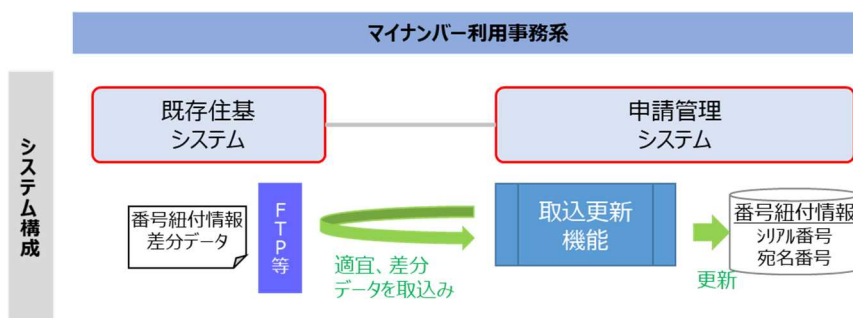 マイナンバー利用事務系
システム構成
既存住基
システム
申請管理
システム
番号紐付情報
差分データ
FTP等
適宜、差分
データを取込み
取込更新
機能
更新
番号紐付情報
ｼﾘｱﾙ番号
宛名番号